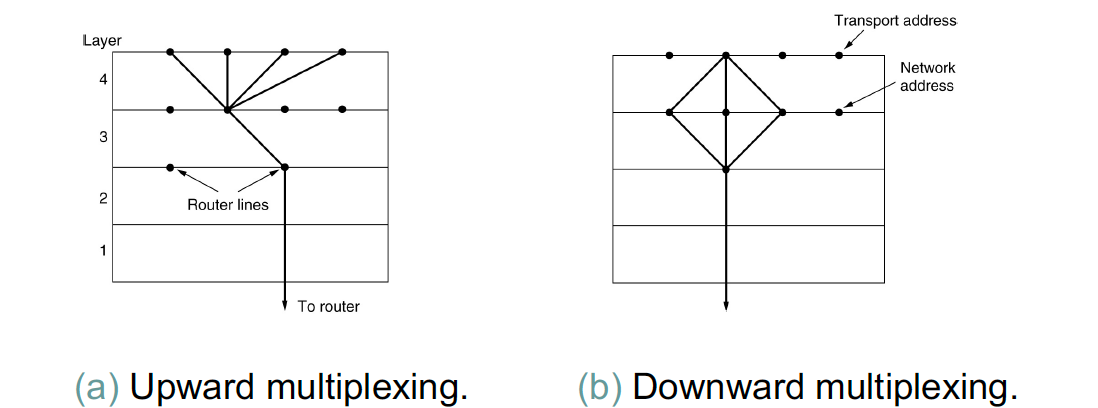 Layer
4
3
2
1
Router lines
To router
Transport address
Network
address
(a) Upward multiplexing.
(b) Downward multiplexing.